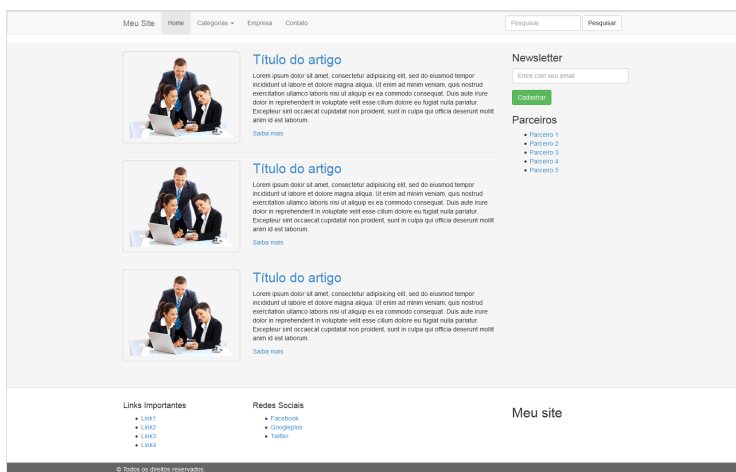 Meu Site Home Categorias Empresa Contato Pesquisar Pesquisar
Título do artigo
Lorem ipsum dolor sit amet, consectetur adipisicing elit, sed do eiusmod tempor
incididunt ut labore et dolore magna aliqua. Ut enim ad minim veniam, quis nostrud
exercitation ullamco laboris nisi ut aliquip ex ea commodo consequat. Duis aute irure
dolor in reprehenderit in voluptate velit esse cillum dolore eu fugiat nulla pariatur.
Excepteur sint occaecat cupidatat non proident, sunt in culpa qui officia deserunt mollit
anim id est laborum.
Saiba mais
Título do artigo
Lorem ipsum dolor sit amet, consectetur adipisicing elit, sed do eiusmod tempor
incididunt ut labore et dolore magna aliqua. Ut enim ad minim veniam, quis nostrud
exercitation ullamco laboris nisi ut aliquip ex ea commodo consequat. Duis aute irure
dolor in reprehenderit in voluptate velit esse cillum dolore eu fugiat nulla pariatur.
Excepteur sint occaecat cupidatat non proident, sunt in culpa qui officia deserunt mollit
anim id est laborum.
Saiba mais
Título do artigo
Lorem ipsum dolor sit amet, consectetur adipisicing elit, sed do eiusmod tempor
incididunt ut labore et dolore magna aliqua. Ut enim ad minim veniam, quis nostrud
exercitation ullamco laboris nisi ut aliquip ex ea commodo consequat. Duis aute irure
dolor in reprehenderit in voluptate velit esse cillum dolore eu fugiat nulla pariatur.
Excepteur sint occaecat cupidatat non proident, sunt in culpa qui officia deserunt mollit
anim id est laborum.
Saiba mais
Newsletter
Entre com seu email
Cadastrar
Parceiros
Parceiro 1
Parceiro 2
Parceiro 3
Parceiro 4
Parceiro 5
Links Importantes
Link1
Link2
Link3
Link4
Redes Sociais
Facebook
Googleplus
Twitter
Meu site
© Todos os direitos reservados.